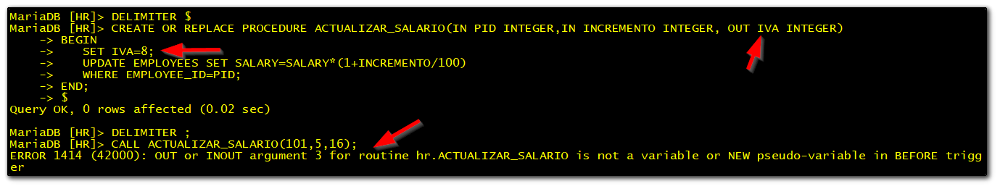 MariaDB [HR]> DELIMITER $
MariaDB [HR]> CREATE OR REPLACE PROCEDURE ACTUALIZAR_SALARIO(IN PID INTEGER,IN INCREMENTO INTEGER, OUT IVA INTEGER)
    -> BEGIN
    ->    SET IVA=8;
    ->    UPDATE EMPLOYEES SET SALARY=SALARY*(1+INCREMENTO/100)
    ->    WHERE EMPLOYEE_ID=PID;
    -> END;
    -> $
Query OK, 0 rows affected (0.02 sec)
MariaDB [HR]> DELIMITER ;
MariaDB [HR]> CALL ACTUALIZAR_SALARIO(101,5,16);
ERROR 1414 (42000): OUT or INOUT argument 3 for routine hr.ACTUALIZAR_SALARIO is not a variable or NEW pseudo-variable in BEFORE trigg
er